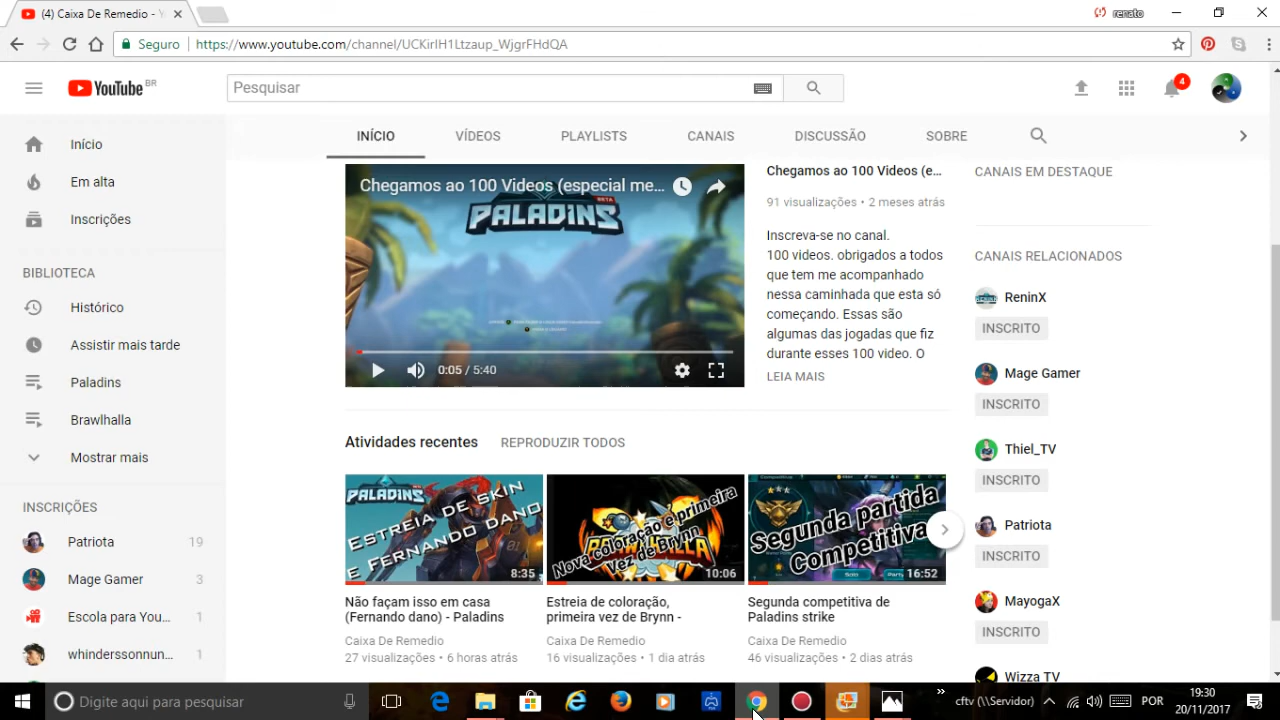 (4) Caixa De Remedio - Y
renato
Seguro
https://www.youtube.com/channel/UCKirIH1Ltzaup_WjgrFHdQA
YouTube BR
Pesquisar
4
INÍCIO
VÍDEOS
PLAYLISTS
CANAIS
DISCUSSÃO
SOBRE
Início
Em alta
Inscrições
BIBLIOTECA
Histórico
Assistir mais tarde
Paladins
Brawlhalla
Mostrar mais
INSCRIÇÕES
Patriota 19
Mage Gamer 3
Escola para You... 1
whinderssonnun... 1
Chegamos ao 100 Videos (especial me...
PALADINS
BETA
0:05 / 5:40
Chegamos ao 100 Videos (e...
91 visualizações • 2 meses atrás
Inscreva-se no canal.
100 videos. obrigados a todos
que tem me acompanhado
nessa caminhada que esta só
começando. Essas são
algumas das jogadas que fiz
durante esses 100 video. O
LEIA MAIS
Atividades recentes
REPRODUZIR TODOS
PALADINS
ESTREIA DE SKIN
E FERNANDO DANO
8:35
Não façam isso em casa
(Fernando dano) - Paladins
Caixa De Remedio
27 visualizações • 6 horas atrás
Nova coloração e primeira
vez de Brynn
10:06
Estreia de coloração,
primeira vez de Brynn -
Caixa De Remedio
16 visualizações • 1 dia atrás
Segunda partida
Competitiva
Solo
16:52
Segunda competitiva de
Paladins strike
Caixa De Remedio
46 visualizações • 2 dias atrás
CANAIS EM DESTAQUE
CANAIS RELACIONADOS
ReninX
INSCRITO
Mage Gamer
INSCRITO
Thiel_TV
INSCRITO
Patriota
INSCRITO
MayogaX
INSCRITO
Wizza TV
Digite aqui para pesquisar
cftv (\\Servidor)
POR
19:30
20/11/2017